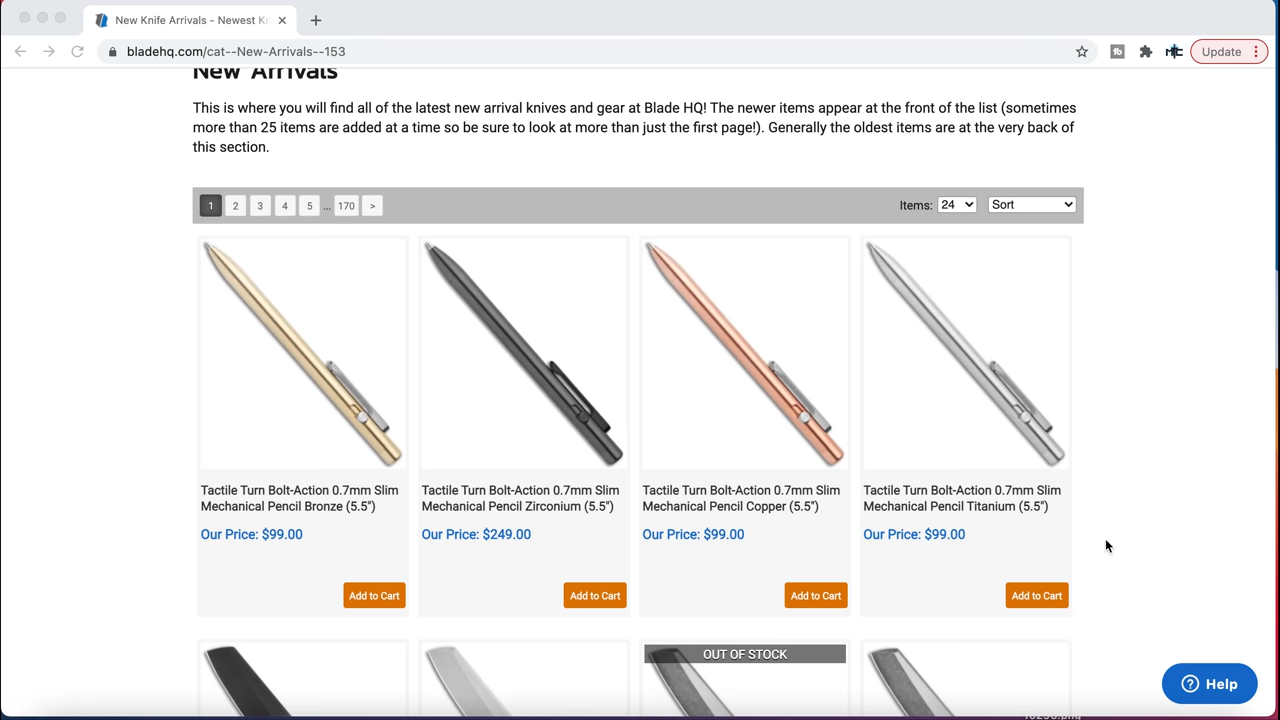 New Knife Arrivals - Newest Kn
bladehq.com/cat--New-Arrivals--153
Update
New Arrivals
This is where you will find all of the latest new arrival knives and gear at Blade HQ! The newer items appear at the front of the list (sometimes
more than 25 items are added at a time so be sure to look at more than just the first page!). Generally the oldest items are at the very back of
this section.
1 2 3 4 5 ... 170 >
Items: 24 Sort
Tactile Turn Bolt-Action 0.7mm Slim
Mechanical Pencil Bronze (5.5")
Our Price: $99.00
Add to Cart
Tactile Turn Bolt-Action 0.7mm Slim
Mechanical Pencil Zirconium (5.5")
Our Price: $249.00
Add to Cart
Tactile Turn Bolt-Action 0.7mm Slim
Mechanical Pencil Copper (5.5")
Our Price: $99.00
Add to Cart
Tactile Turn Bolt-Action 0.7mm Slim
Mechanical Pencil Titanium (5.5")
Our Price: $99.00
Add to Cart
OUT OF STOCK
Help